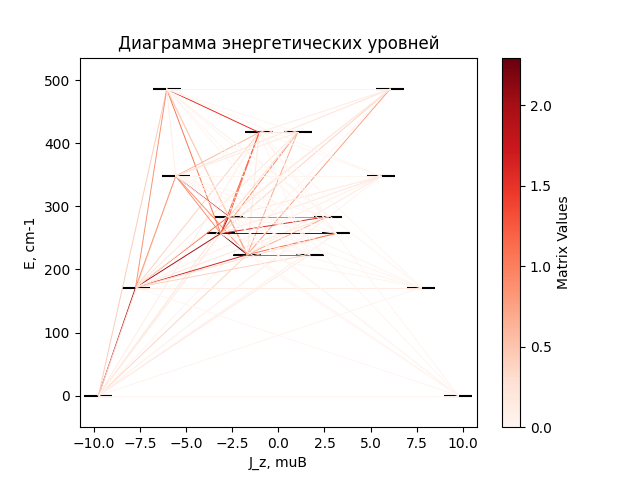 Диаграмма энергетических уровней
E, cm-1
500
400
300
200
100
0
-10.0 -7.5 -5.0 -2.5 0.0 2.5 5.0 7.5 10.0
J_z, muB
2.0
1.5
1.0
0.5
0.0
Matrix Values